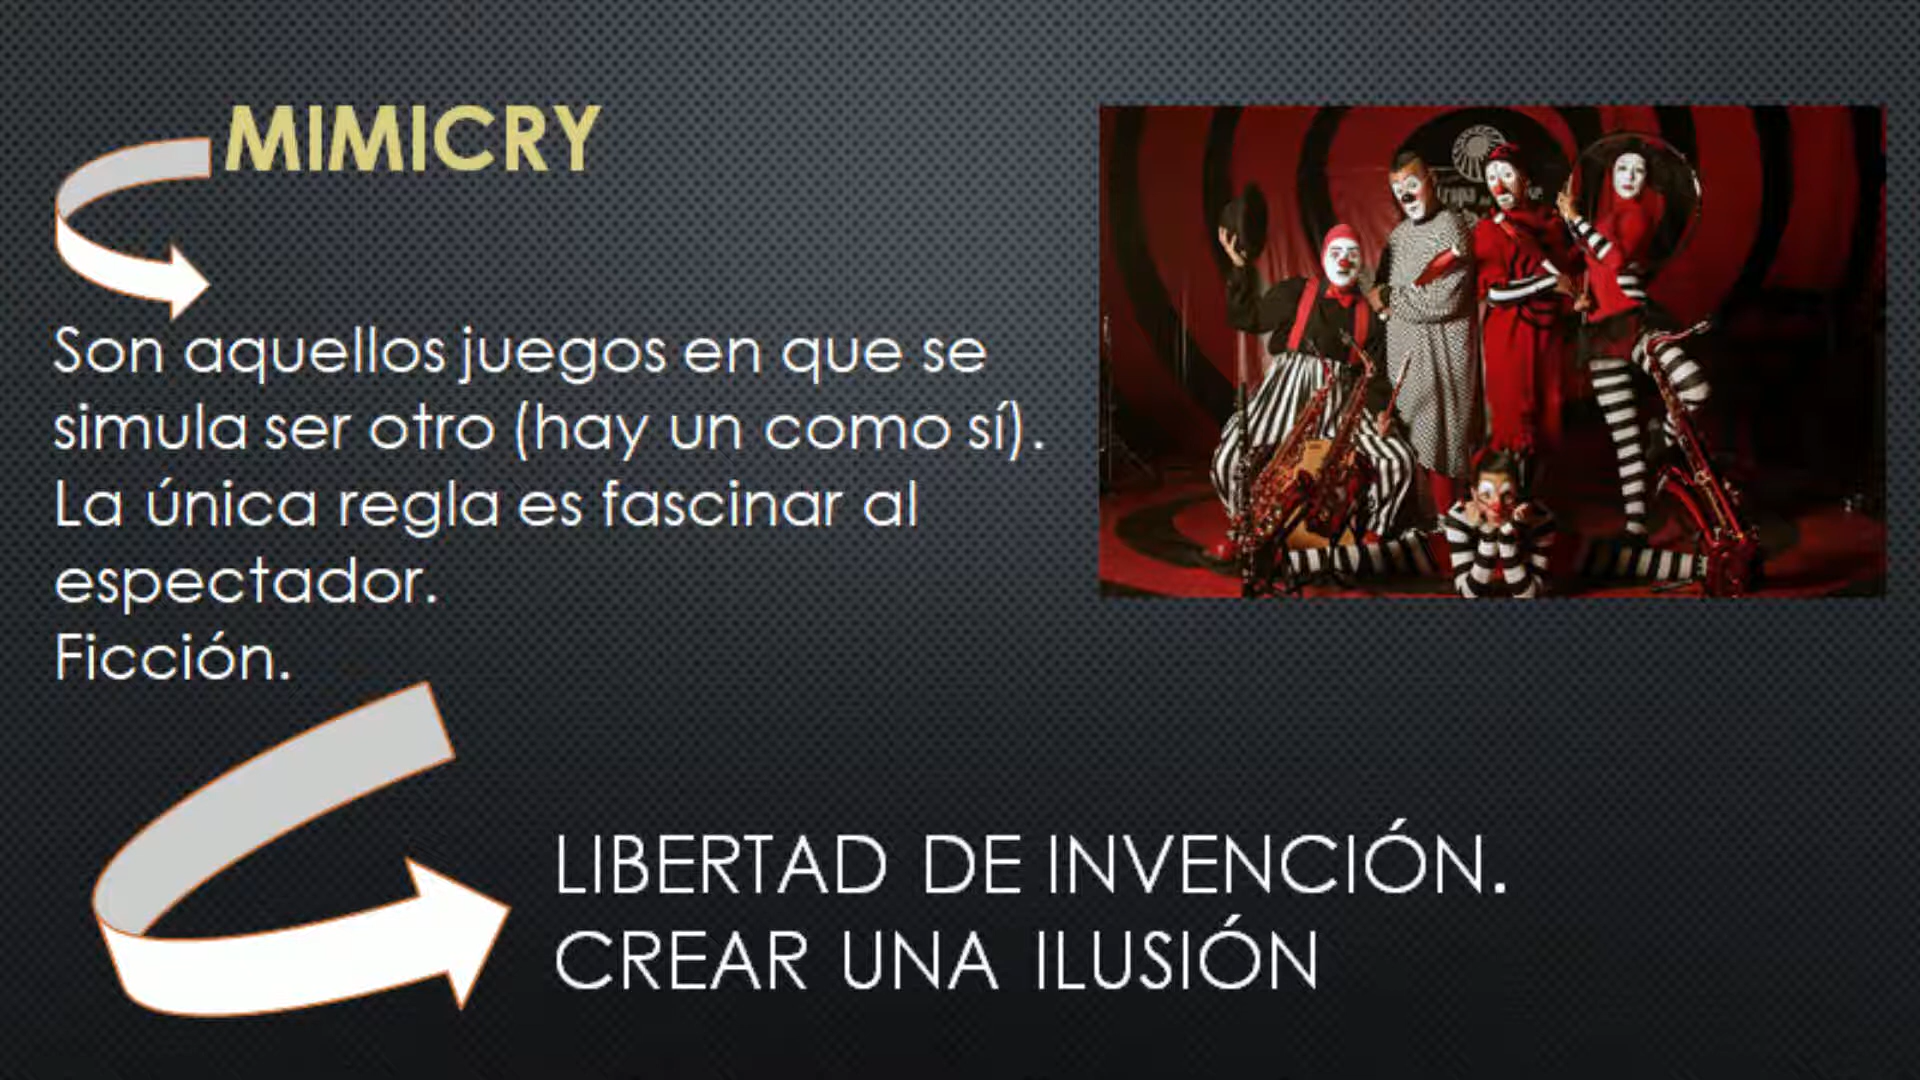 MIMICRY
Son aquellos juegos en que se
simula ser otro (hay un como sí).
La única regla es fascinar al
espectador.
Ficción.
LIBERTAD DE INVENCIÓN.
CREAR UNA ILUSIÓN